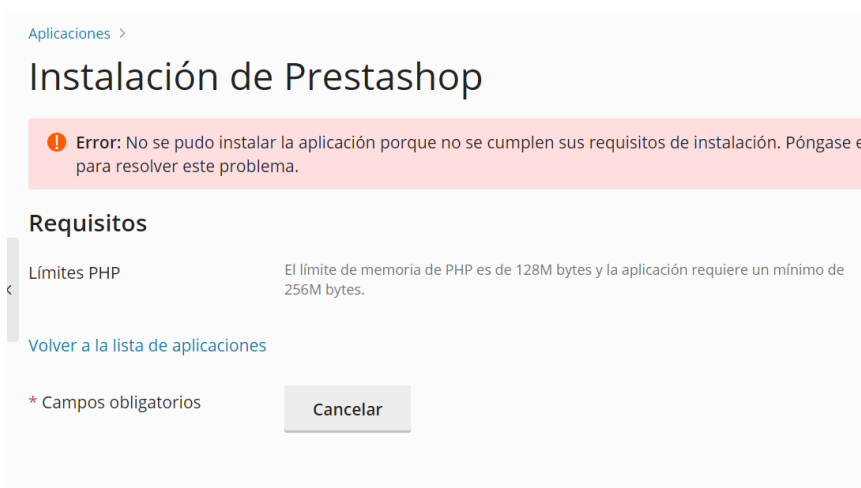 Aplicaciones >
Instalación de Prestashop
Error: No se pudo instalar la aplicación porque no se cumplen sus requisitos de instalación. Póngase
para resolver este problema.
Requisitos
Límites PHP
El límite de memoria de PHP es de 128M bytes y la aplicación requiere un mínimo de
256M bytes.
Volver a la lista de aplicaciones
* Campos obligatorios
Cancelar